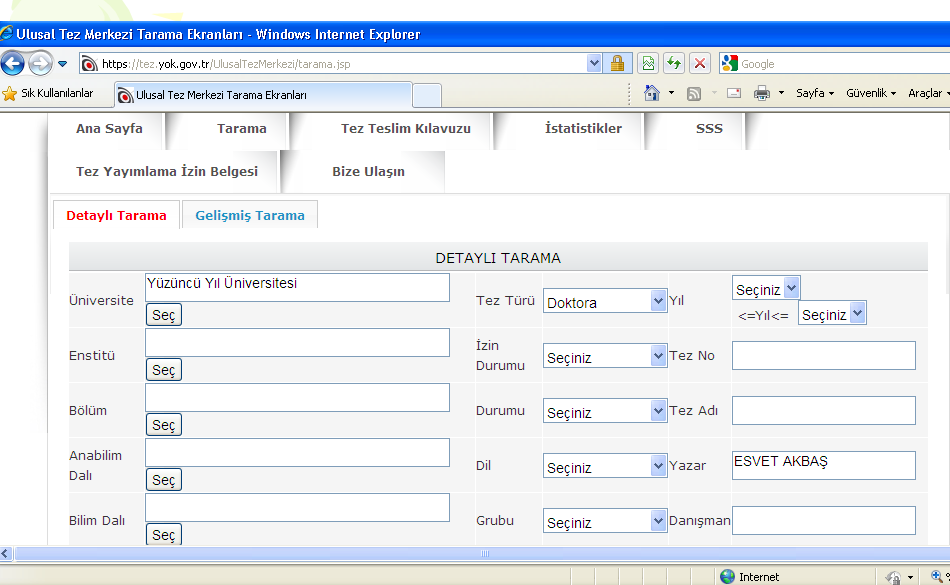 Ulusal Tez Merkezi Tarama Ekranları - Windows Internet Explorer
https://tez.yok.gov.tr/UlusalTezMerkezi/tarama.jsp
Google
Sık Kullanılanlar
Ulusal Tez Merkezi Tarama Ekranları
Sayfa
Güvenlik
Araçlar
Ana Sayfa
Tarama
Tez Teslim Kılavuzu
İstatistikler
SSS
Tez Yayımlama İzin Belgesi
Bize Ulaşın
Detaylı Tarama
Gelişmiş Tarama
DETAYLI TARAMA
Üniversite
Yüzüncü Yıl Üniversitesi
Seç
Tez Türü
Doktora
Yıl
Seçiniz
<=Yıl<=
Seçiniz
Enstitü
Seç
İzin
Durumu
Seçiniz
Tez No
Bölüm
Seç
Durumu
Seçiniz
Tez Adı
Anabilim
Dalı
Seç
Dil
Seçiniz
Yazar
ESVET AKBAŞ
Bilim Dalı
Seç
Grubu
Seçiniz
Danışman
Internet